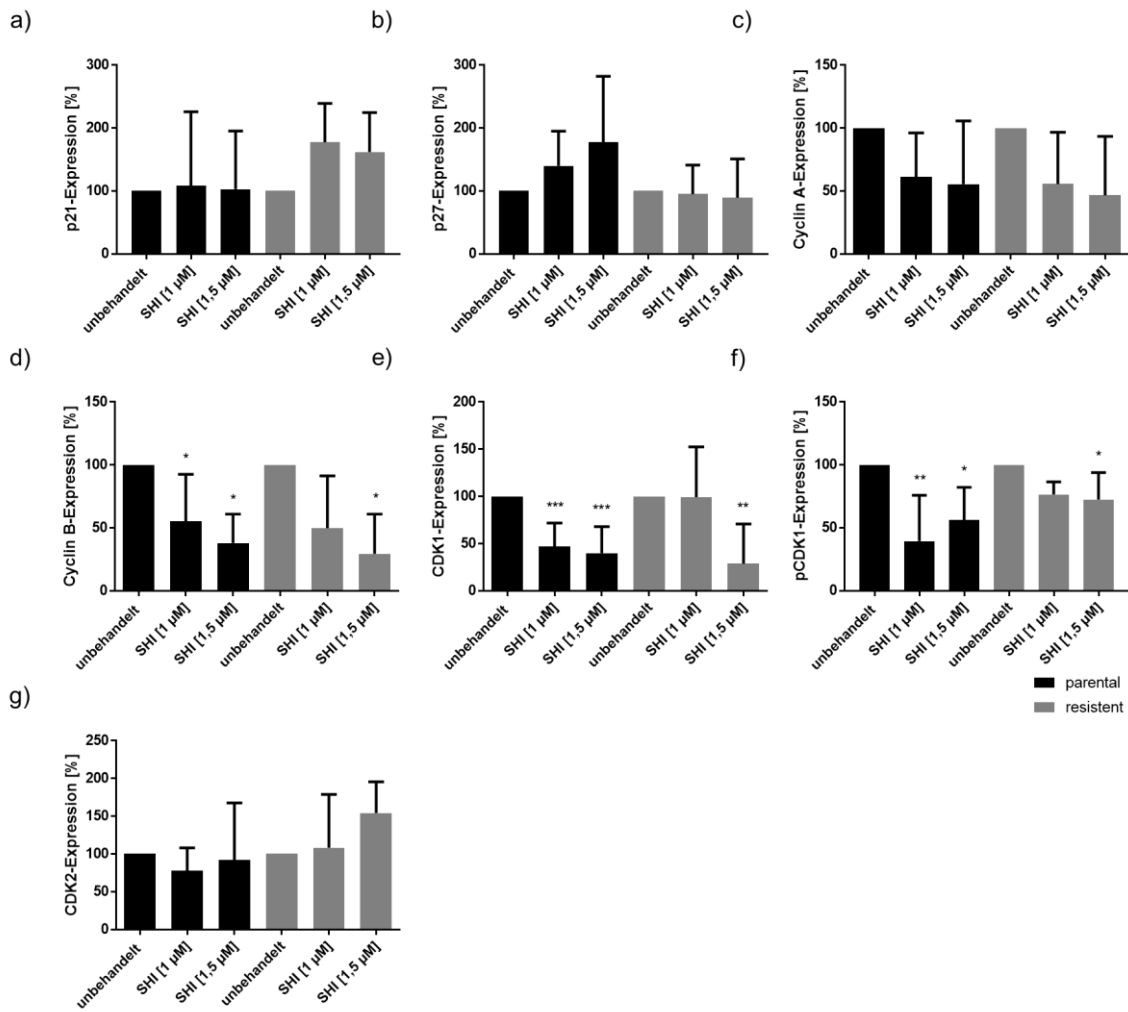 a)
p21-Expression [%]
300
200
100
0
unbehandelt
SHI [1 µM]
SHI [1,5 µM]
unbehandelt
SHI [1 µM]
SHI [1,5 µM]
b)
p27-Expression [%]
300
200
100
0
unbehandelt
SHI [1 µM]
SHI [1,5 µM]
unbehandelt
SHI [1 µM]
SHI [1,5 µM]
c)
Cyclin A-Expression [%]
150
100
50
0
unbehandelt
SHI [1 µM]
SHI [1,5 µM]
unbehandelt
SHI [1 µM]
SHI [1,5 µM]
d)
Cyclin B-Expression [%]
150
100
50
0
*
*
*
unbehandelt
SHI [1 µM]
SHI [1,5 µM]
unbehandelt
SHI [1 µM]
SHI [1,5 µM]
e)
CDK1-Expression [%]
200
150
100
50
0
***
***
**
unbehandelt
SHI [1 µM]
SHI [1,5 µM]
unbehandelt
SHI [1 µM]
SHI [1,5 µM]
f)
pCDK1-Expression [%]
150
100
50
0
**
*
*
unbehandelt
SHI [1 µM]
SHI [1,5 µM]
unbehandelt
SHI [1 µM]
SHI [1,5 µM]
parental
resistent
g)
CDK2-Expression [%]
250
200
150
100
50
0
unbehandelt
SHI [1 µM]
SHI [1,5 µM]
unbehandelt
SHI [1 µM]
SHI [1,5 µM]